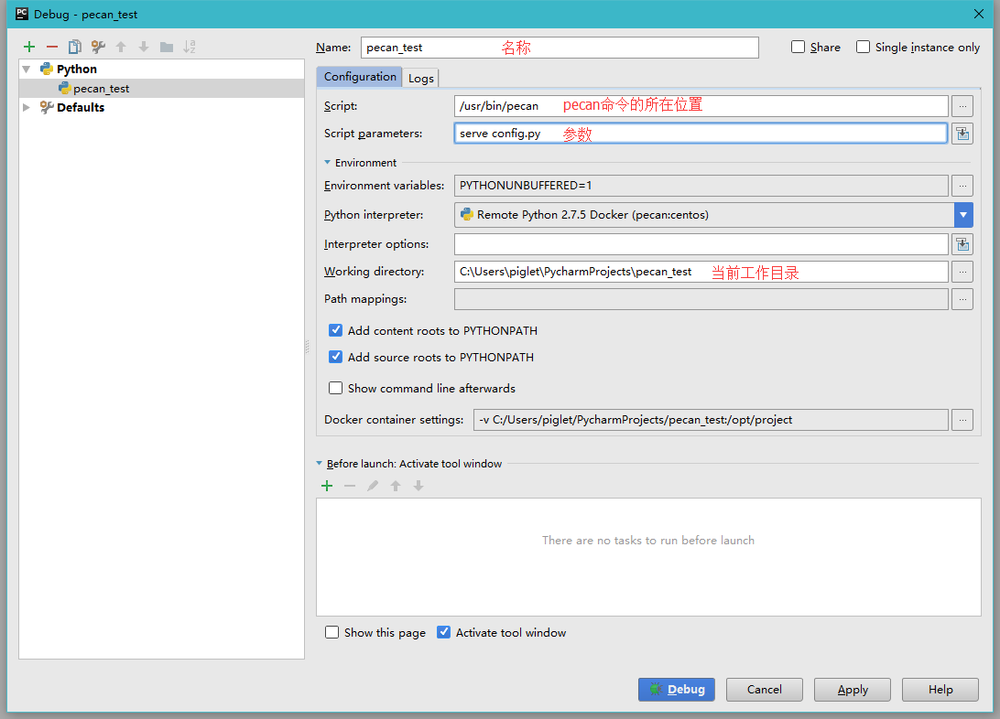 Debug - pecan_test
Name: pecan_test 名称 Share Single instance only
Python
pecan_test
Defaults
Configuration Logs
Script: /usr/bin/pecan pecan命令的所在位置 ...
Script parameters: serve config.py 参数
Environment
Environment variables: PYTHONUNBUFFERED=1 ...
Python interpreter: Remote Python 2.7.5 Docker (pecan:centos)
Interpreter options:
Working directory: C:\Users\piglet\PycharmProjects\pecan_test 当前工作目录 ...
Path mappings: ...
Add content roots to PYTHONPATH
Add source roots to PYTHONPATH
Show command line afterwards
Docker container settings: -v C:/Users/piglet/PycharmProjects/pecan_test:/opt/project ...
Before launch: Activate tool window
There are no tasks to run before launch
Show this page Activate tool window
Debug Cancel Apply Help